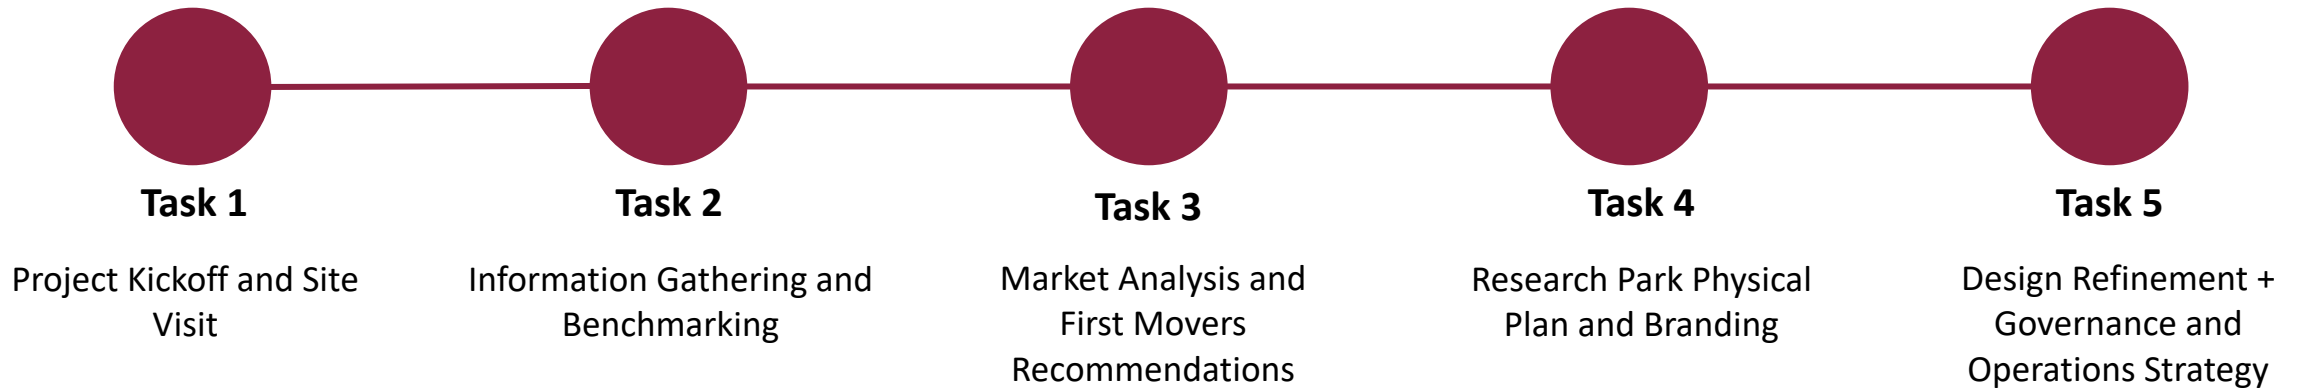 Task 1
Project Kickoff and Site
Visit
Task 2
Information Gathering and
Benchmarking
Task 3
Market Analysis and
First Movers
Recommendations
Task 4
Research Park Physical
Plan and Branding
Task 5
Design Refinement +
Governance and
Operations Strategy